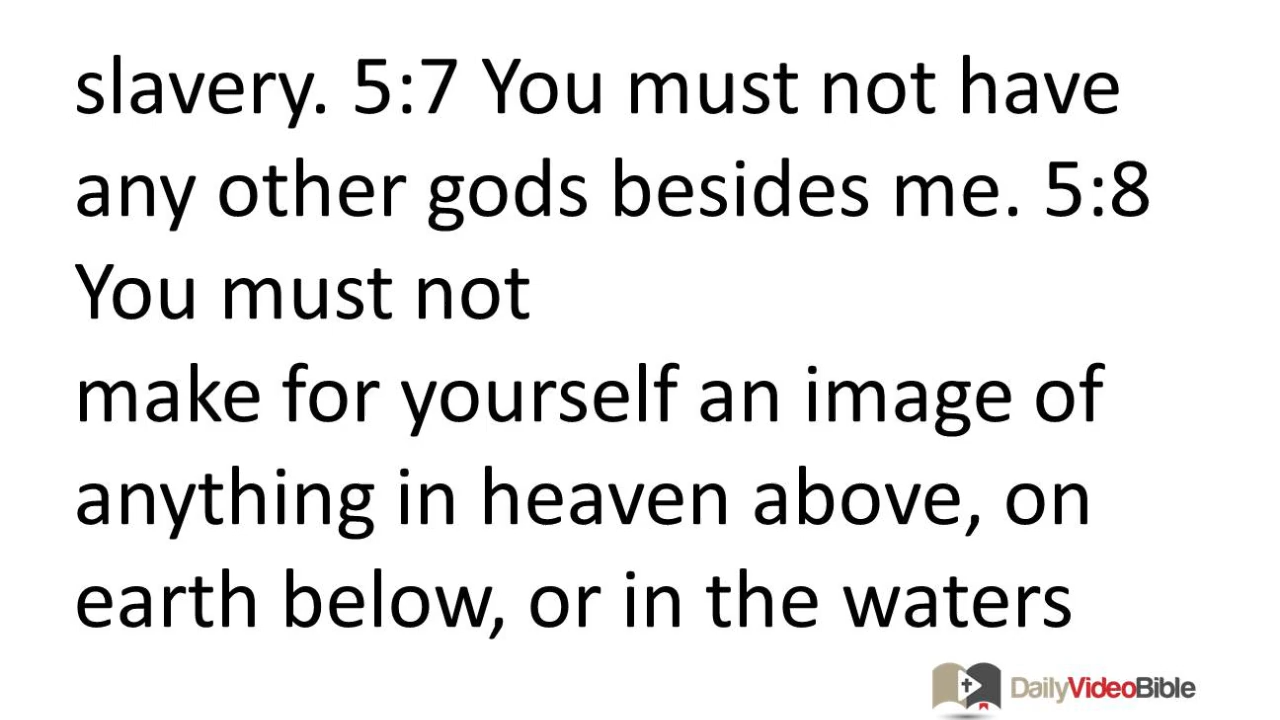 slavery. 5:7 You must not have
any other gods besides me. 5:8
You must not
make for yourself an image of
anything in heaven above, on
earth below, or in the waters
DailyVideoBible